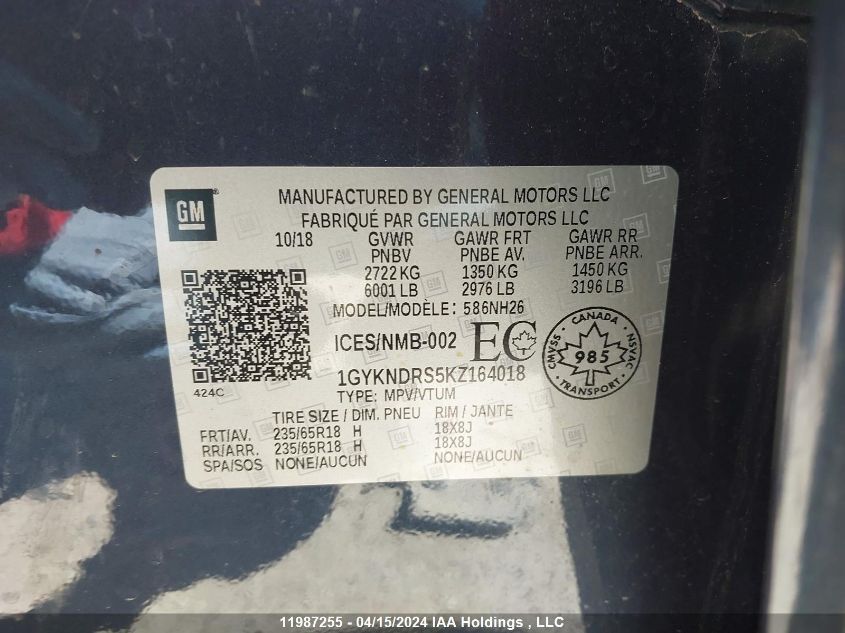 GM
MANUFACTURED BY GENERAL MOTORS LLC
FABRIQUÉ PAR GENERAL MOTORS LLC
10/18 GVWR GAWR FRT GAWR RR
PNBV PNBE AV. PNBE ARR.
2722 KG 1350 KG 1450 KG
6001 LB 2976 LB 3196 LB
MODEL/MODÈLE: 586NH26
ICES/NMB-002 EC
CANADA
CMVSS 985 NSVAC
TRANSPORT
1GYKNDRS5KZ164018
424C
TYPE: MPV/VTUM
TIRE SIZE / DIM. PNEU RIM / JANTE
FRT/AV. 235/65R18 H 18X8J
RR/ARR. 235/65R18 H 18X8J
SPA/SOS NONE/AUCUN NONE/AUCUN
11987255 - 04/15/2024 IAA Holdings , LLC